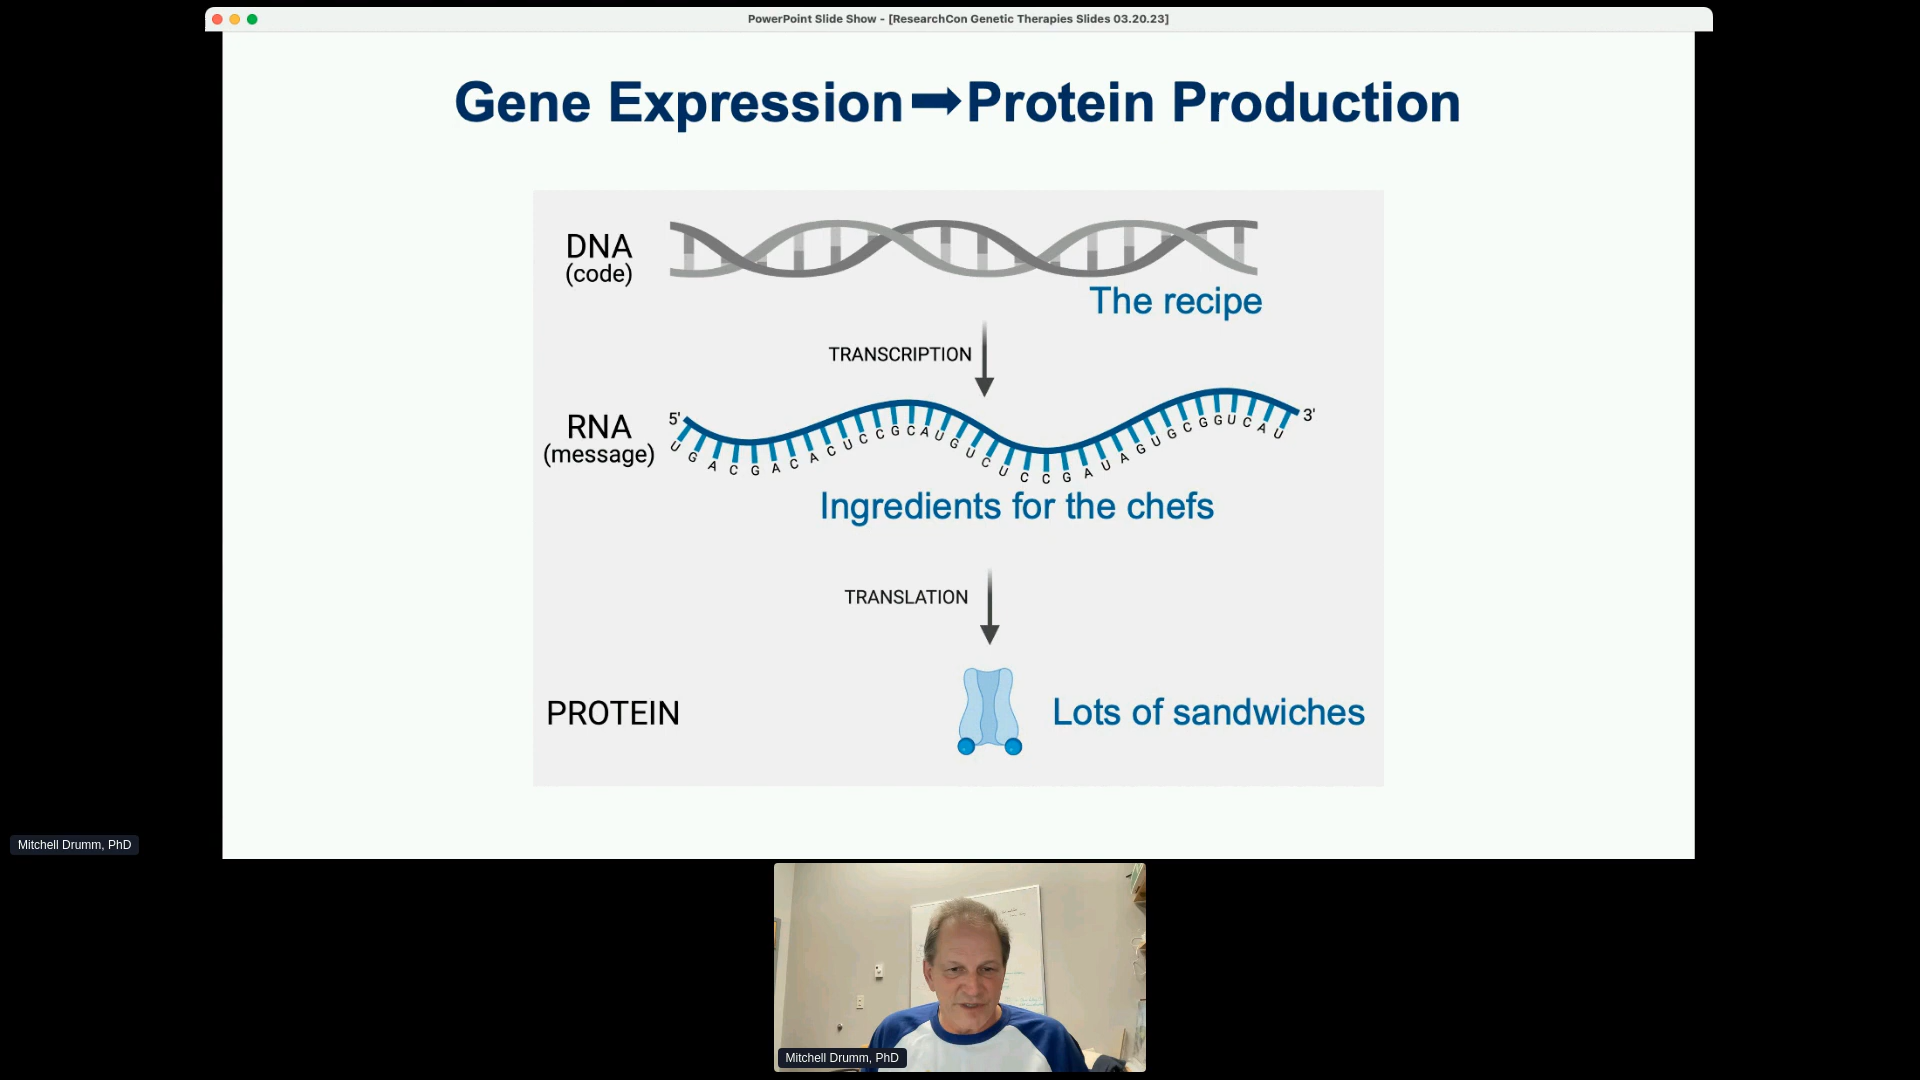 PowerPoint Slide Show - [ResearchCon Genetic Therapies Slides 03.20.23]
Gene Expression➡Protein Production
DNA
(code)
The recipe
TRANSCRIPTION
RNA
(message)
5'
3'
U G A C G A C A C U C C G C A U G U C U C C G A U A G U G C G G U C A U
Ingredients for the chefs
TRANSLATION
PROTEIN
Lots of sandwiches
Mitchell Drumm, PhD
Mitchell Drumm, PhD